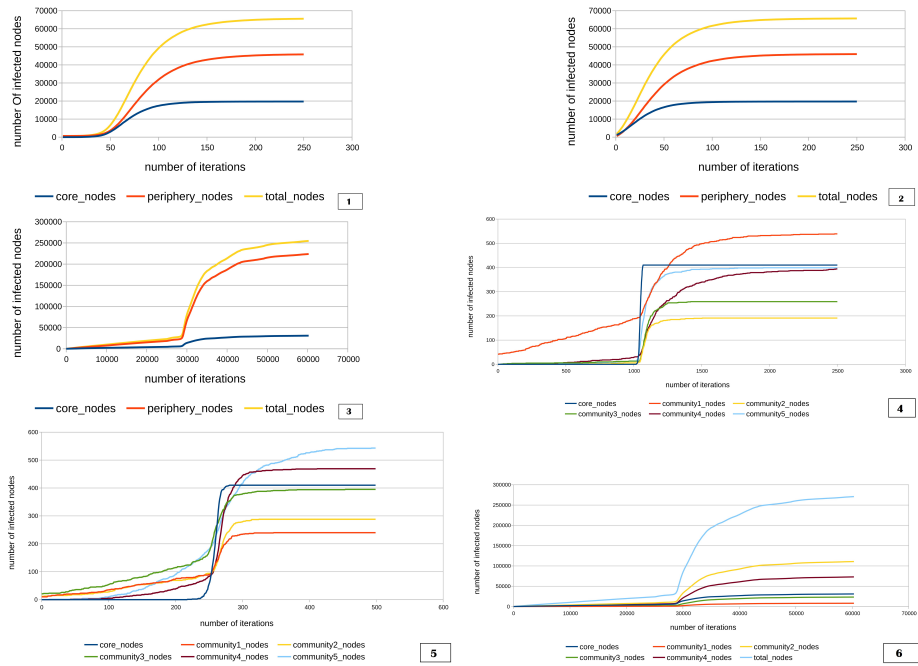 70000
60000
50000
40000
30000
20000
10000
0
number Of infected nodes
0 50 100 150 200 250 300
number of iterations
core_nodes periphery_nodes total_nodes
1
70000
60000
50000
40000
30000
20000
10000
0
number of infected nodes
0 50 100 150 200 250 300
number of iterations
core_nodes periphery_nodes total_nodes
2
300000
250000
200000
150000
100000
50000
0
number of infected nodes
0 10000 20000 30000 40000 50000 60000 70000
number of iterations
core_nodes periphery_nodes total_nodes
3
600
500
400
300
200
100
0
number of infected nodes
0 500 1000 1500 2000 2500 3000
number of iterations
core_nodes community1_nodes community2_nodes
community3_nodes community4_nodes community5_nodes
4
600
500
400
300
200
100
0
number of infected nodes
0 100 200 300 400 500 600
number of iterations
core_nodes community1_nodes community2_nodes
community3_nodes community4_nodes community5_nodes
5
300000
250000
200000
150000
100000
50000
0
number of infected nodes
0 10000 20000 30000 40000 50000 60000 70000
number of iterations
core_nodes community1_nodes community2_nodes
community3_nodes community4_nodes total_nodes
6